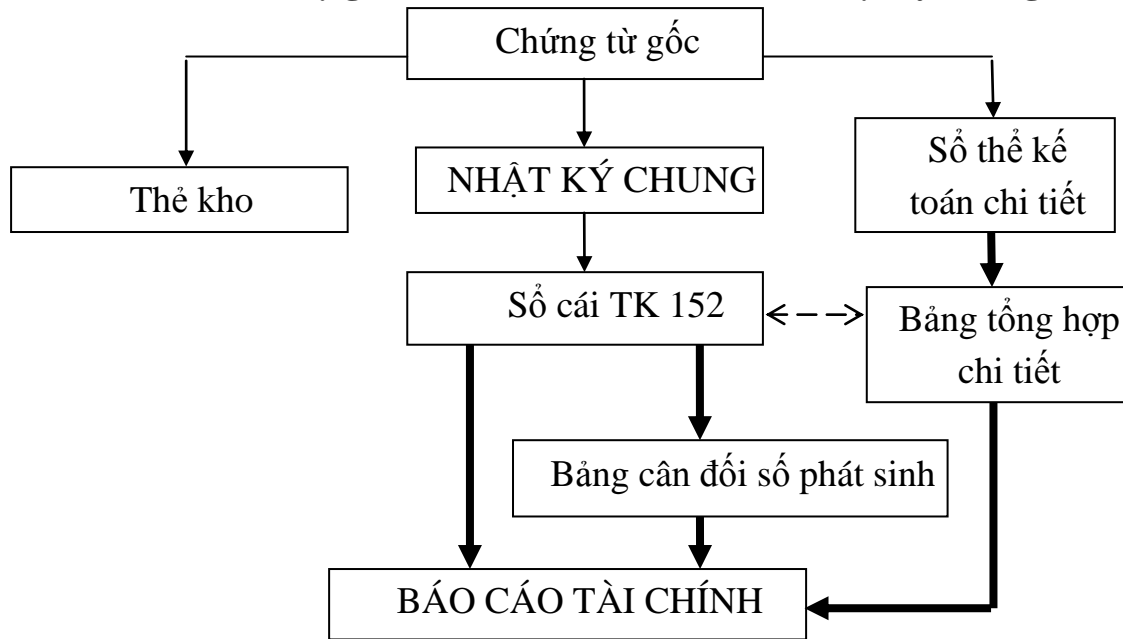 Chứng từ gốc
Thẻ kho
NHẬT KÝ CHUNG
Sổ thể kế
toán chi tiết
Sổ cái TK 152
Bảng tổng hợp
chi tiết
Bảng cân đối số phát sinh
BÁO CÁO TÀI CHÍNH